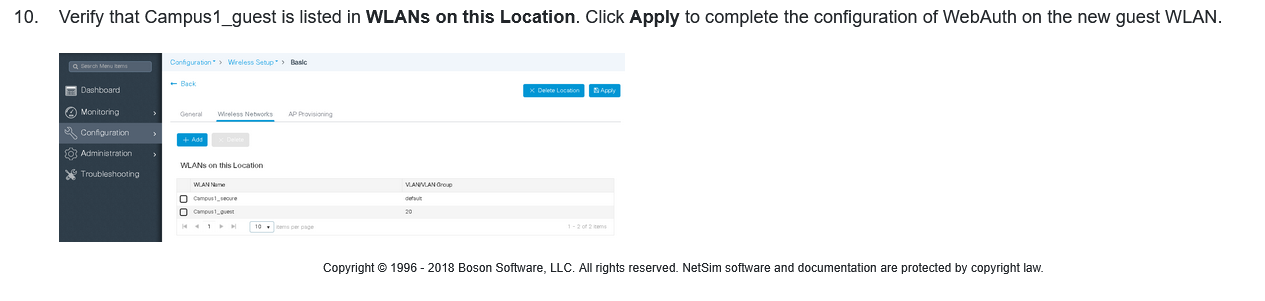 10. Verify that Campus1_guest is listed in WLANs on this Location. Click Apply to complete the configuration of WebAuth on the new guest WLAN.
Search Menu Items
Configuration > Wireless Setup > Basic
← Back
Dashboard
× Delete Location Apply
Monitoring >
General Wireless Networks AP Provisioning
Configuration >
+ Add × Delete
Administration >
WLANs on this Location
Troubleshooting
WLAN Name VLAN/VLAN Group
Campus1_secure default
Campus1_guest 20
1 10 items per page 1 - 2 of 2 items
Copyright © 1996 - 2018 Boson Software, LLC. All rights reserved. NetSim software and documentation are protected by copyright law.